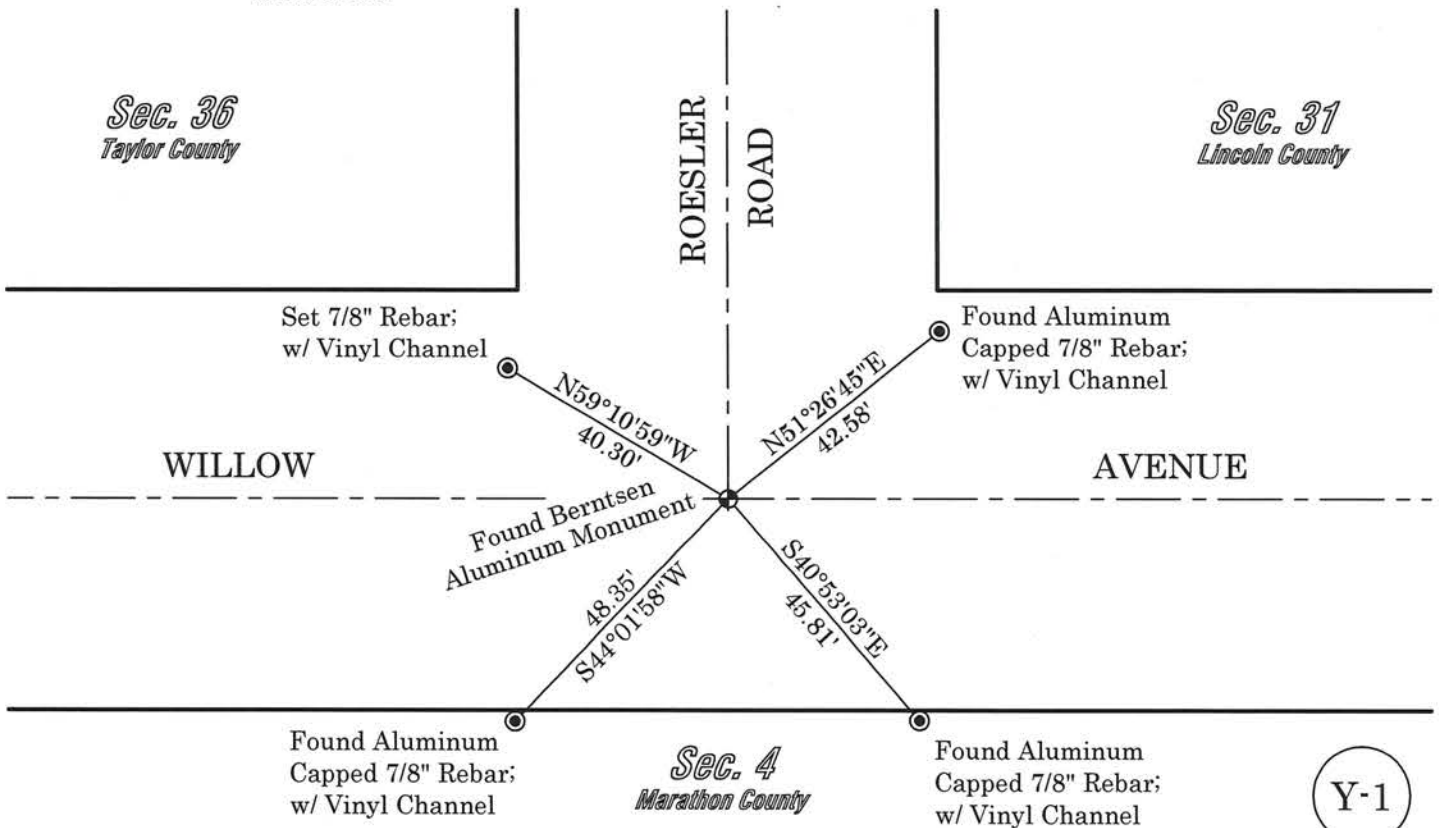 Sec. 36
Taylor County
ROESLER
ROAD
Sec. 31
Lincoln County
Set 7/8" Rebar;
w/ Vinyl Channel
Found Aluminum
Capped 7/8" Rebar;
w/ Vinyl Channel
N59°10'59"W
40.30'
N51°26'45"E
42.58'
WILLOW
AVENUE
Found Berntsen
Aluminum Monument
48.35'
S44°01'58"W
S40°53'03"E
45.81'
Found Aluminum
Capped 7/8" Rebar;
w/ Vinyl Channel
Sec. 4
Marathon County
Found Aluminum
Capped 7/8" Rebar;
w/ Vinyl Channel
Y-1